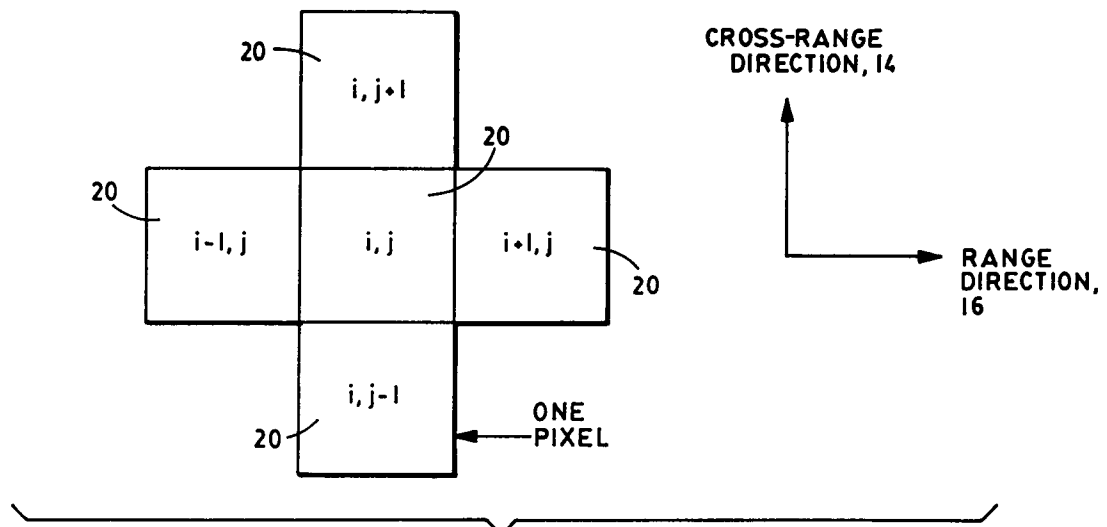 20
i, j+1
CROSS-RANGE
DIRECTION, 14
20
20
i-1, j
i, j
i+1, j
20
RANGE
DIRECTION,
16
i, j-1
20
ONE
PIXEL